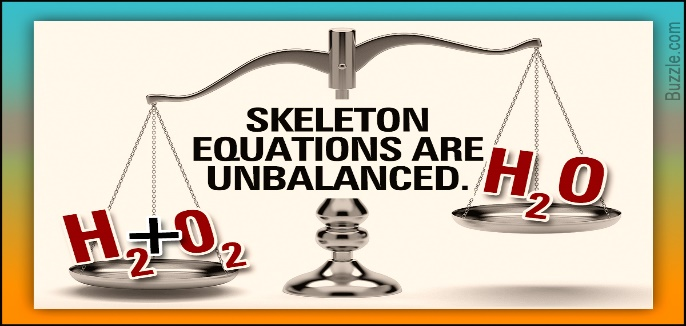 SKELETON
EQUATIONS ARE
UNBALANCED.
H2+O2
H2O
Buzzle.com